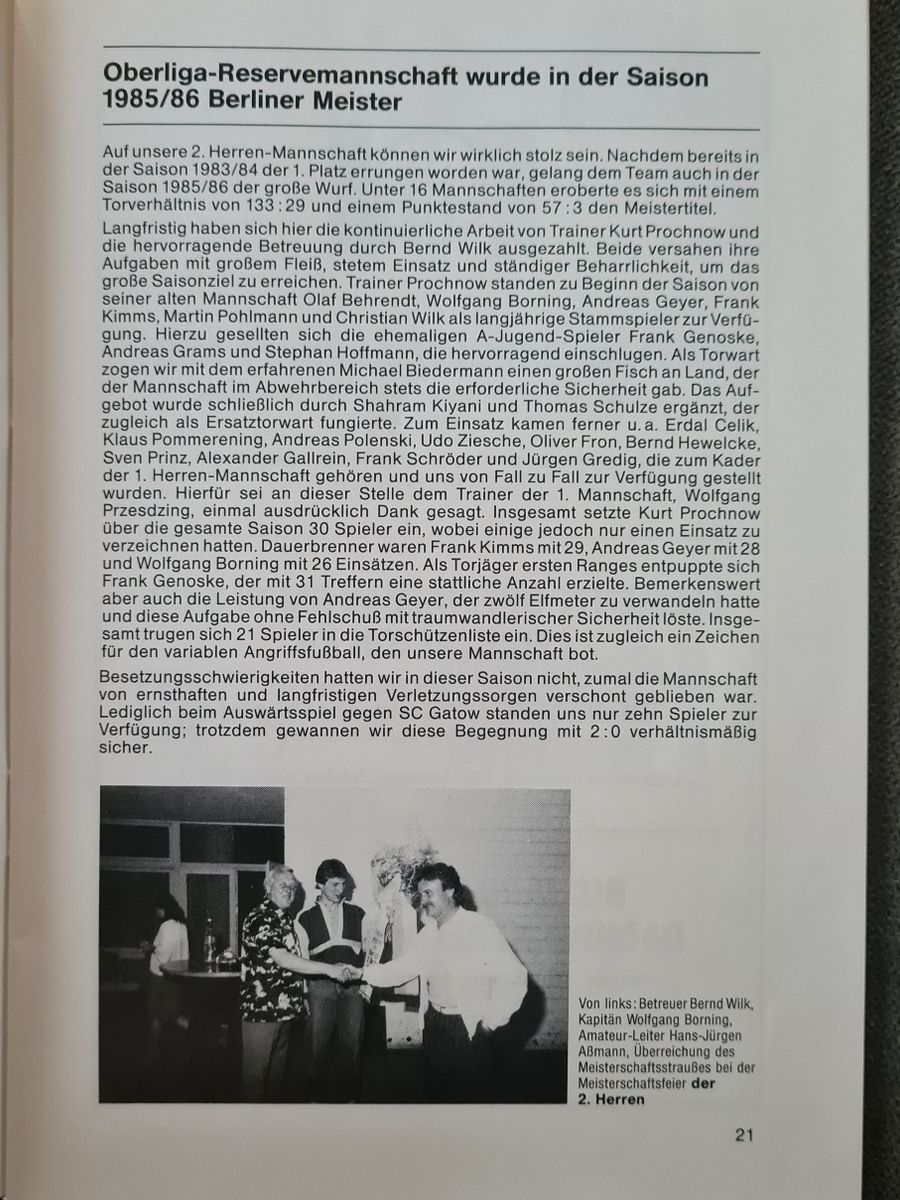 Oberliga-Reservemannschaft wurde in der Saison
1985/86 Berliner Meister
Auf unsere 2. Herren-Mannschaft können wir wirklich stolz sein. Nachdem bereits in
der Saison 1983/84 der 1. Platz errungen worden war, gelang dem Team auch in der
Saison 1985/86 der große Wurf. Unter 16 Mannschaften eroberte es sich mit einem
Torverhältnis von 133:29 und einem Punktestand von 57:3 den Meistertitel.
Langfristig haben sich hier die kontinuierliche Arbeit von Trainer Kurt Prochnow und
die hervorragende Betreuung durch Bernd Wilk ausgezahlt. Beide versahen ihre
Aufgaben mit großem Fleiß, stetem Einsatz und ständiger Beharrlichkeit, um das
große Saisonziel zu erreichen. Trainer Prochnow standen zu Beginn der Saison von
seiner alten Mannschaft Olaf Behrendt, Wolfgang Borning, Andreas Geyer, Frank
Kimms, Martin Pohlmann und Christian Wilk als langjährige Stammspieler zur Verfü-
gung. Hierzu gesellten sich die ehemaligen A-Jugend-Spieler Frank Genoske,
Andreas Grams und Stephan Hoffmann, die hervorragend einschlugen. Als Torwart
zogen wir mit dem erfahrenen Michael Biedermann einen großen Fisch an Land, der
der Mannschaft im Abwehrbereich stets die erforderliche Sicherheit gab. Das Auf-
gebot wurde schließlich durch Shahram Kiyani und Thomas Schulze ergänzt, der
zugleich als Ersatztorwart fungierte. Zum Einsatz kamen ferner u.a. Erdal Celik,
Klaus Pommerening, Andreas Polenski, Udo Ziesche, Oliver Fron, Bernd Hewelcke,
Sven Prinz, Alexander Gallrein, Frank Schröder und Jürgen Gredig, die zum Kader
der 1. Herren-Mannschaft gehören und uns von Fall zu Fall zur Verfügung gestellt
wurden. Hierfür sei an dieser Stelle dem Trainer der 1. Mannschaft, Wolfgang
Przesdzing, einmal ausdrücklich Dank gesagt. Insgesamt setzte Kurt Prochnow
über die gesamte Saison 30 Spieler ein, wobei einige jedoch nur einen Einsatz zu
verzeichnen hatten. Dauerbrenner waren Frank Kimms mit 29, Andreas Geyer mit 28
und Wolfgang Borning mit 26 Einsätzen. Als Torjäger ersten Ranges entpuppte sich
Frank Genoske, der mit 31 Treffern eine stattliche Anzahl erzielte. Bemerkenswert
aber auch die Leistung von Andreas Geyer, der zwölf Elfmeter zu verwandeln hatte
und diese Aufgabe ohne Fehlschuß mit traumwandlerischer Sicherheit löste. Insge-
samt trugen sich 21 Spieler in die Torschützenliste ein. Dies ist zugleich ein Zeichen
für den variablen Angriffsfußball, den unsere Mannschaft bot.
Besetzungsschwierigkeiten hatten wir in dieser Saison nicht, zumal die Mannschaft
von ernsthaften und langfristigen Verletzungssorgen verschont geblieben war.
Lediglich beim Auswärtsspiel gegen SC Gatow standen uns nur zehn Spieler zur
Verfügung; trotzdem gewannen wir diese Begegnung mit 2:0 verhältnismäßig
sicher.
Von links: Betreuer Bernd Wilk,
Kapitän Wolfgang Borning,
Amateur-Leiter Hans-Jürgen
Aßmann, Überreichung des
Meisterschaftsstraußes bei der
Meisterschaftsfeier der
2. Herren
21